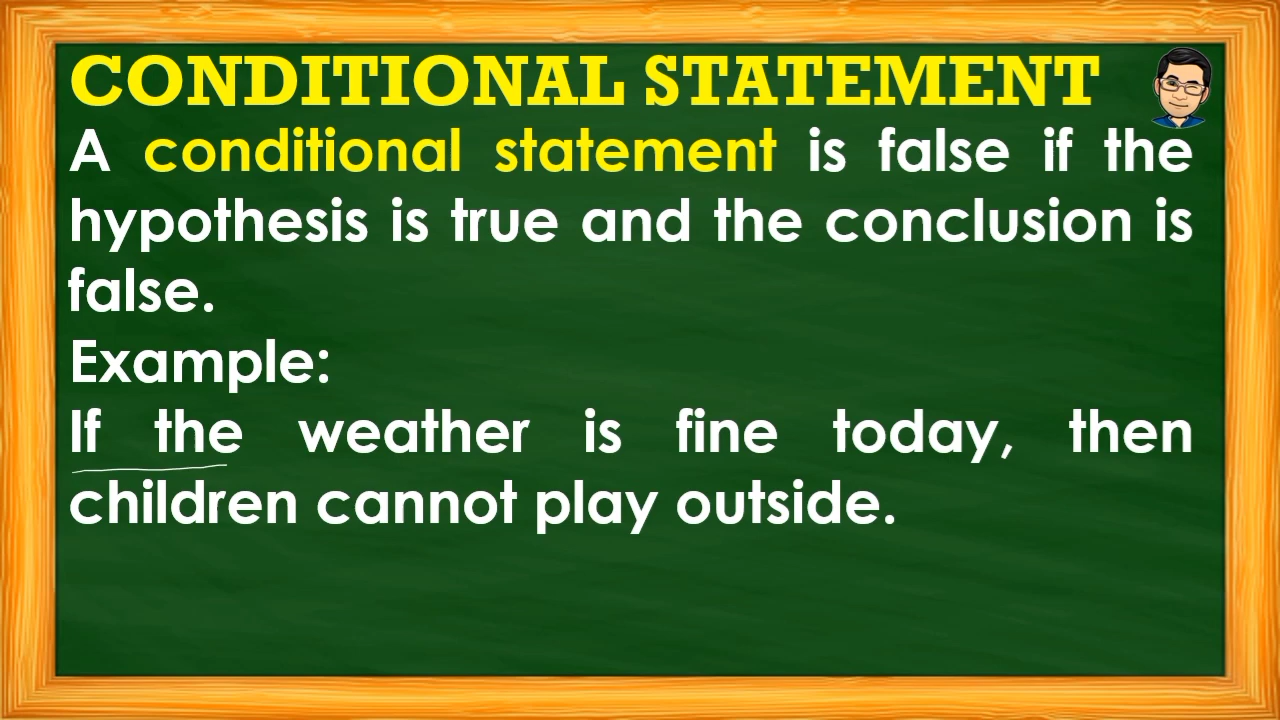 CONDITIONAL STATEMENT
A conditional statement is false if the
hypothesis is true and the conclusion is
false.
Example:
If the weather is fine today, then
children cannot play outside.